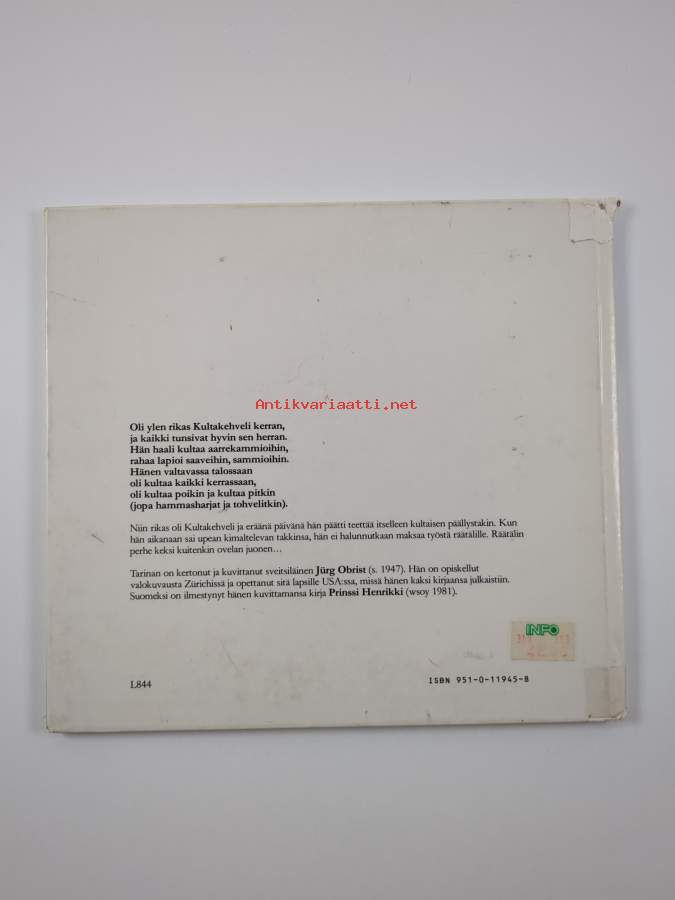 Antikvariaatti.net
Oli ylen rikas Kultakehveli kerran,
ja kaikki tunsivat hyvin sen herran.
Hän haali kultaa aarrekammioihin,
rahaa lapioi saaveihin, sammioihin.
Hänen valtavassa talossaan
oli kultaa kaikki kerrassaan,
oli kultaa poikin ja kultaa pitkin
(jopa hammasharjat ja tohvelitkin).
Niin rikas oli Kultakehveli ja eräänä päivänä hän päätti teettää itselleen kultaisen päällystakin. Kun
hän aikanaan sai upean kimaltelevan takkinsa, hän ei halunnutkaan maksaa työstä räätälille. Räätälin
perhe keksi kuitenkin ovelan juonen...
Tarinan on kertonut ja kuvittanut sveitsiläinen Jürg Obrist (s. 1947). Hän on opiskellut
valokuvausta Zürichissä ja opettanut sitä lapsille USA:ssa, missä hänen kaksi kirjaansa julkaistiin.
Suomeksi on ilmestynyt hänen kuvittamansa kirja Prinssi Henrikki (wsoy 1981).
INFO
L844
ISBN 951-0-11945-8